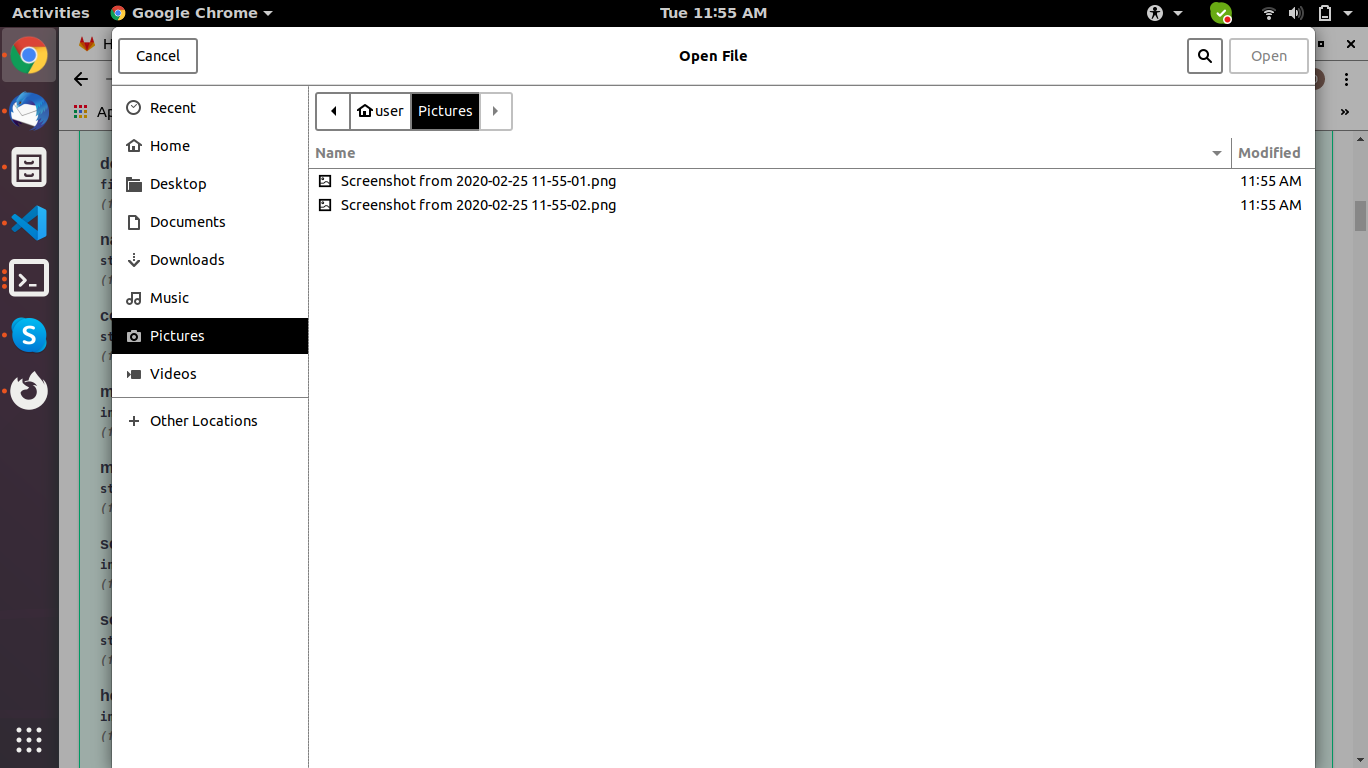 Activities Google Chrome Tue 11:55 AM
Cancel Open File Open
Recent
Home
Desktop
Documents
Downloads
Music
Pictures
Videos
Other Locations
user Pictures
Name Modified
Screenshot from 2020-02-25 11-55-01.png 11:55 AM
Screenshot from 2020-02-25 11-55-02.png 11:55 AM